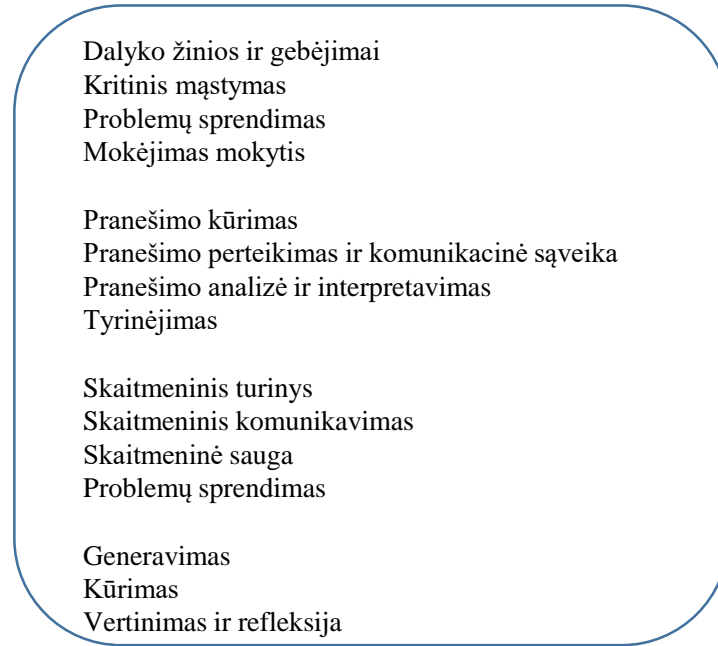 Dalyko žinios ir gebėjimai
Kritinis mąstymas
Problemų sprendimas
Mokėjimas mokytis
Pranešimo kūrimas
Pranešimo perteikimas ir komunikacinė sąveika
Pranešimo analizė ir interpretavimas
Tyrinėjimas
Skaitmeninis turinys
Skaitmeninis komunikavimas
Skaitmeninė sauga
Problemų sprendimas
Generavimas
Kūrimas
Vertinimas ir refleksija